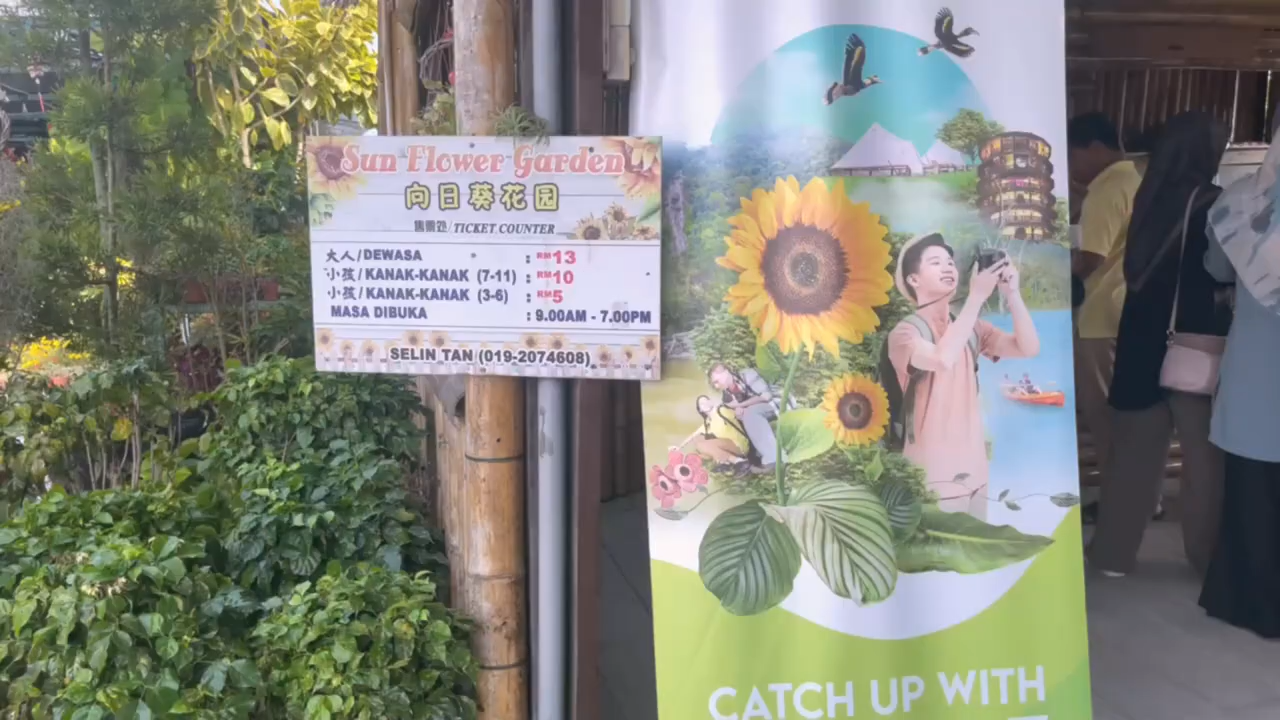 Sun Flower Garden
向日葵花园
售票处/TICKET COUNTER
大人/DEWASA : RM13
小孩/KANAK-KANAK (7-11) : RM10
小孩/KANAK-KANAK (3-6) : RM5
MASA DIBUKA : 9.00AM - 7.00PM
SELIN TAN (019-2074608)
CATCH UP WITH